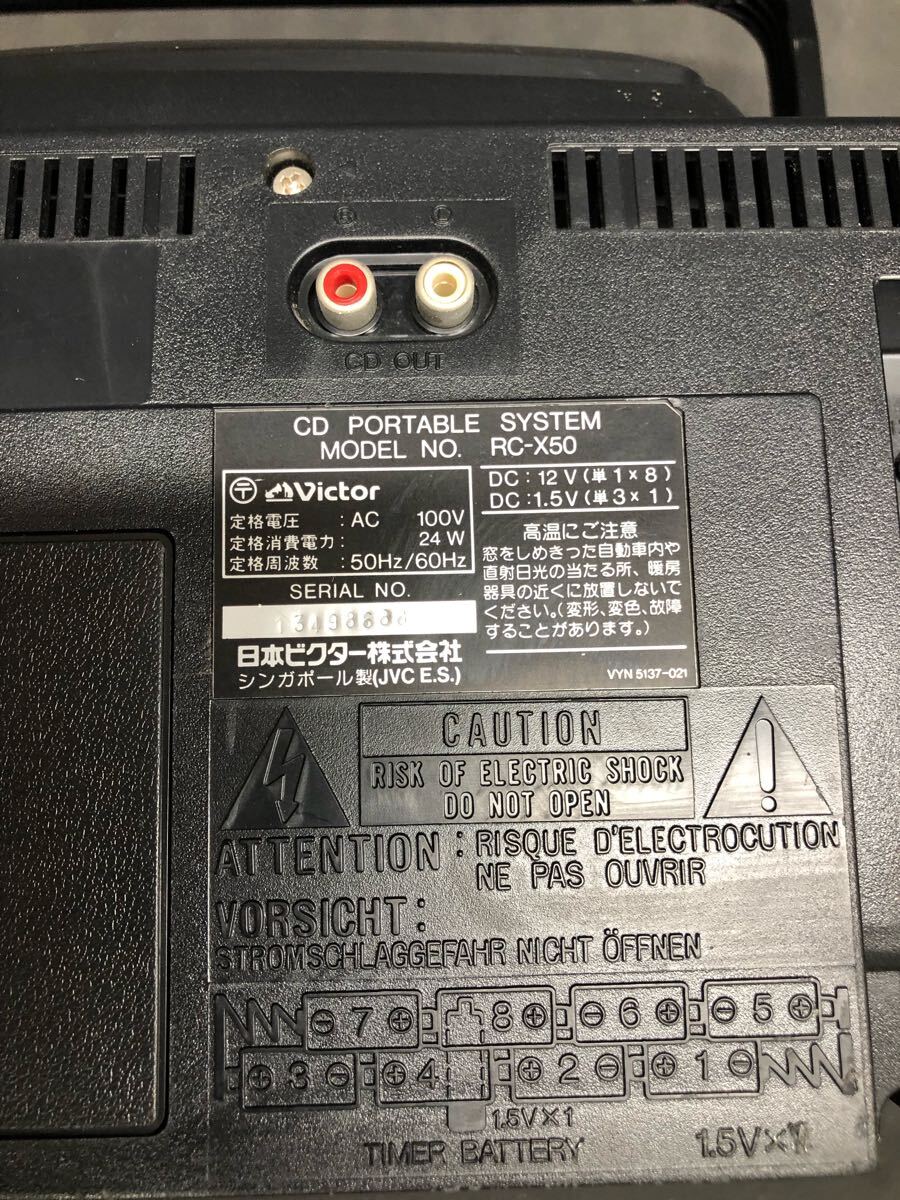 R L
CD OUT
CD PORTABLE SYSTEM
MODEL NO. RC-X50
Victor
定格電圧 : AC 100V
定格消費電力 : 24 W
定格周波数 : 50Hz/60Hz
SERIAL NO.
日本ビクター株式会社
シンガポール製(JVC E.S.)
DC : 12 V (単1×8)
DC : 1.5V (単3×1)
高温にご注意
窓をしめきった自動車内や
直射日光の当たる所、暖房
器具の近くに放置しないで
ください。(変形、変色、故障
することがあります。)
VYN 5137-021
CAUTION
RISK OF ELECTRIC SHOCK
DO NOT OPEN
ATTENTION : RISQUE D'ELECTROCUTION
NE PAS OUVRIR
VORSICHT :
STROMSCHLAGGEFAHR NICHT ÖFFNEN
⊖ 7 ⊕ 8 ⊕ ⊖ 6 ⊕ ⊖ 5 ⊕
⊕ 3 ⊖ ⊕ 4 ⊕ 2 ⊖ ⊕ 1 ⊖
1.5V×1
TIMER BATTERY